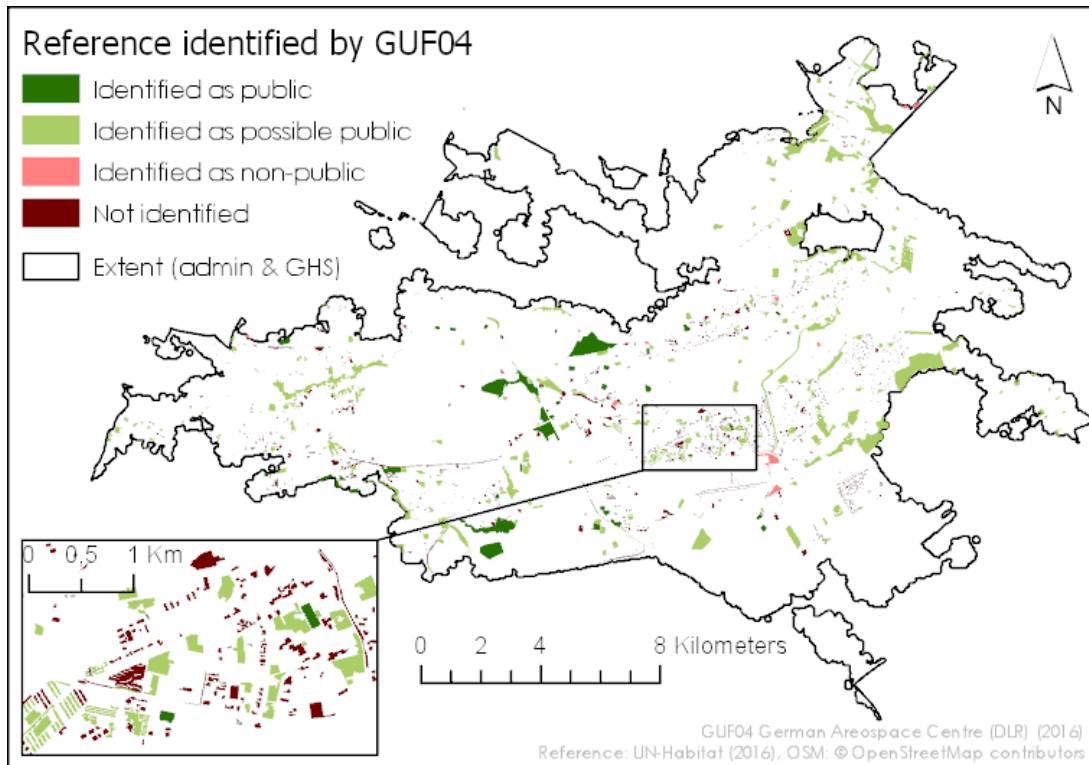 Reference identified by GUF04
Identified as public
Identified as possible public
Identified as non-public
Not identified
Extent (admin & GHS)
N
0 0,5 1 Km
0 2 4 8 Kilometers
GUF04 German Areospace Centre (DLR) (2016)
Reference: UN-Habitat (2016), OSM: © OpenStreetMap contributors